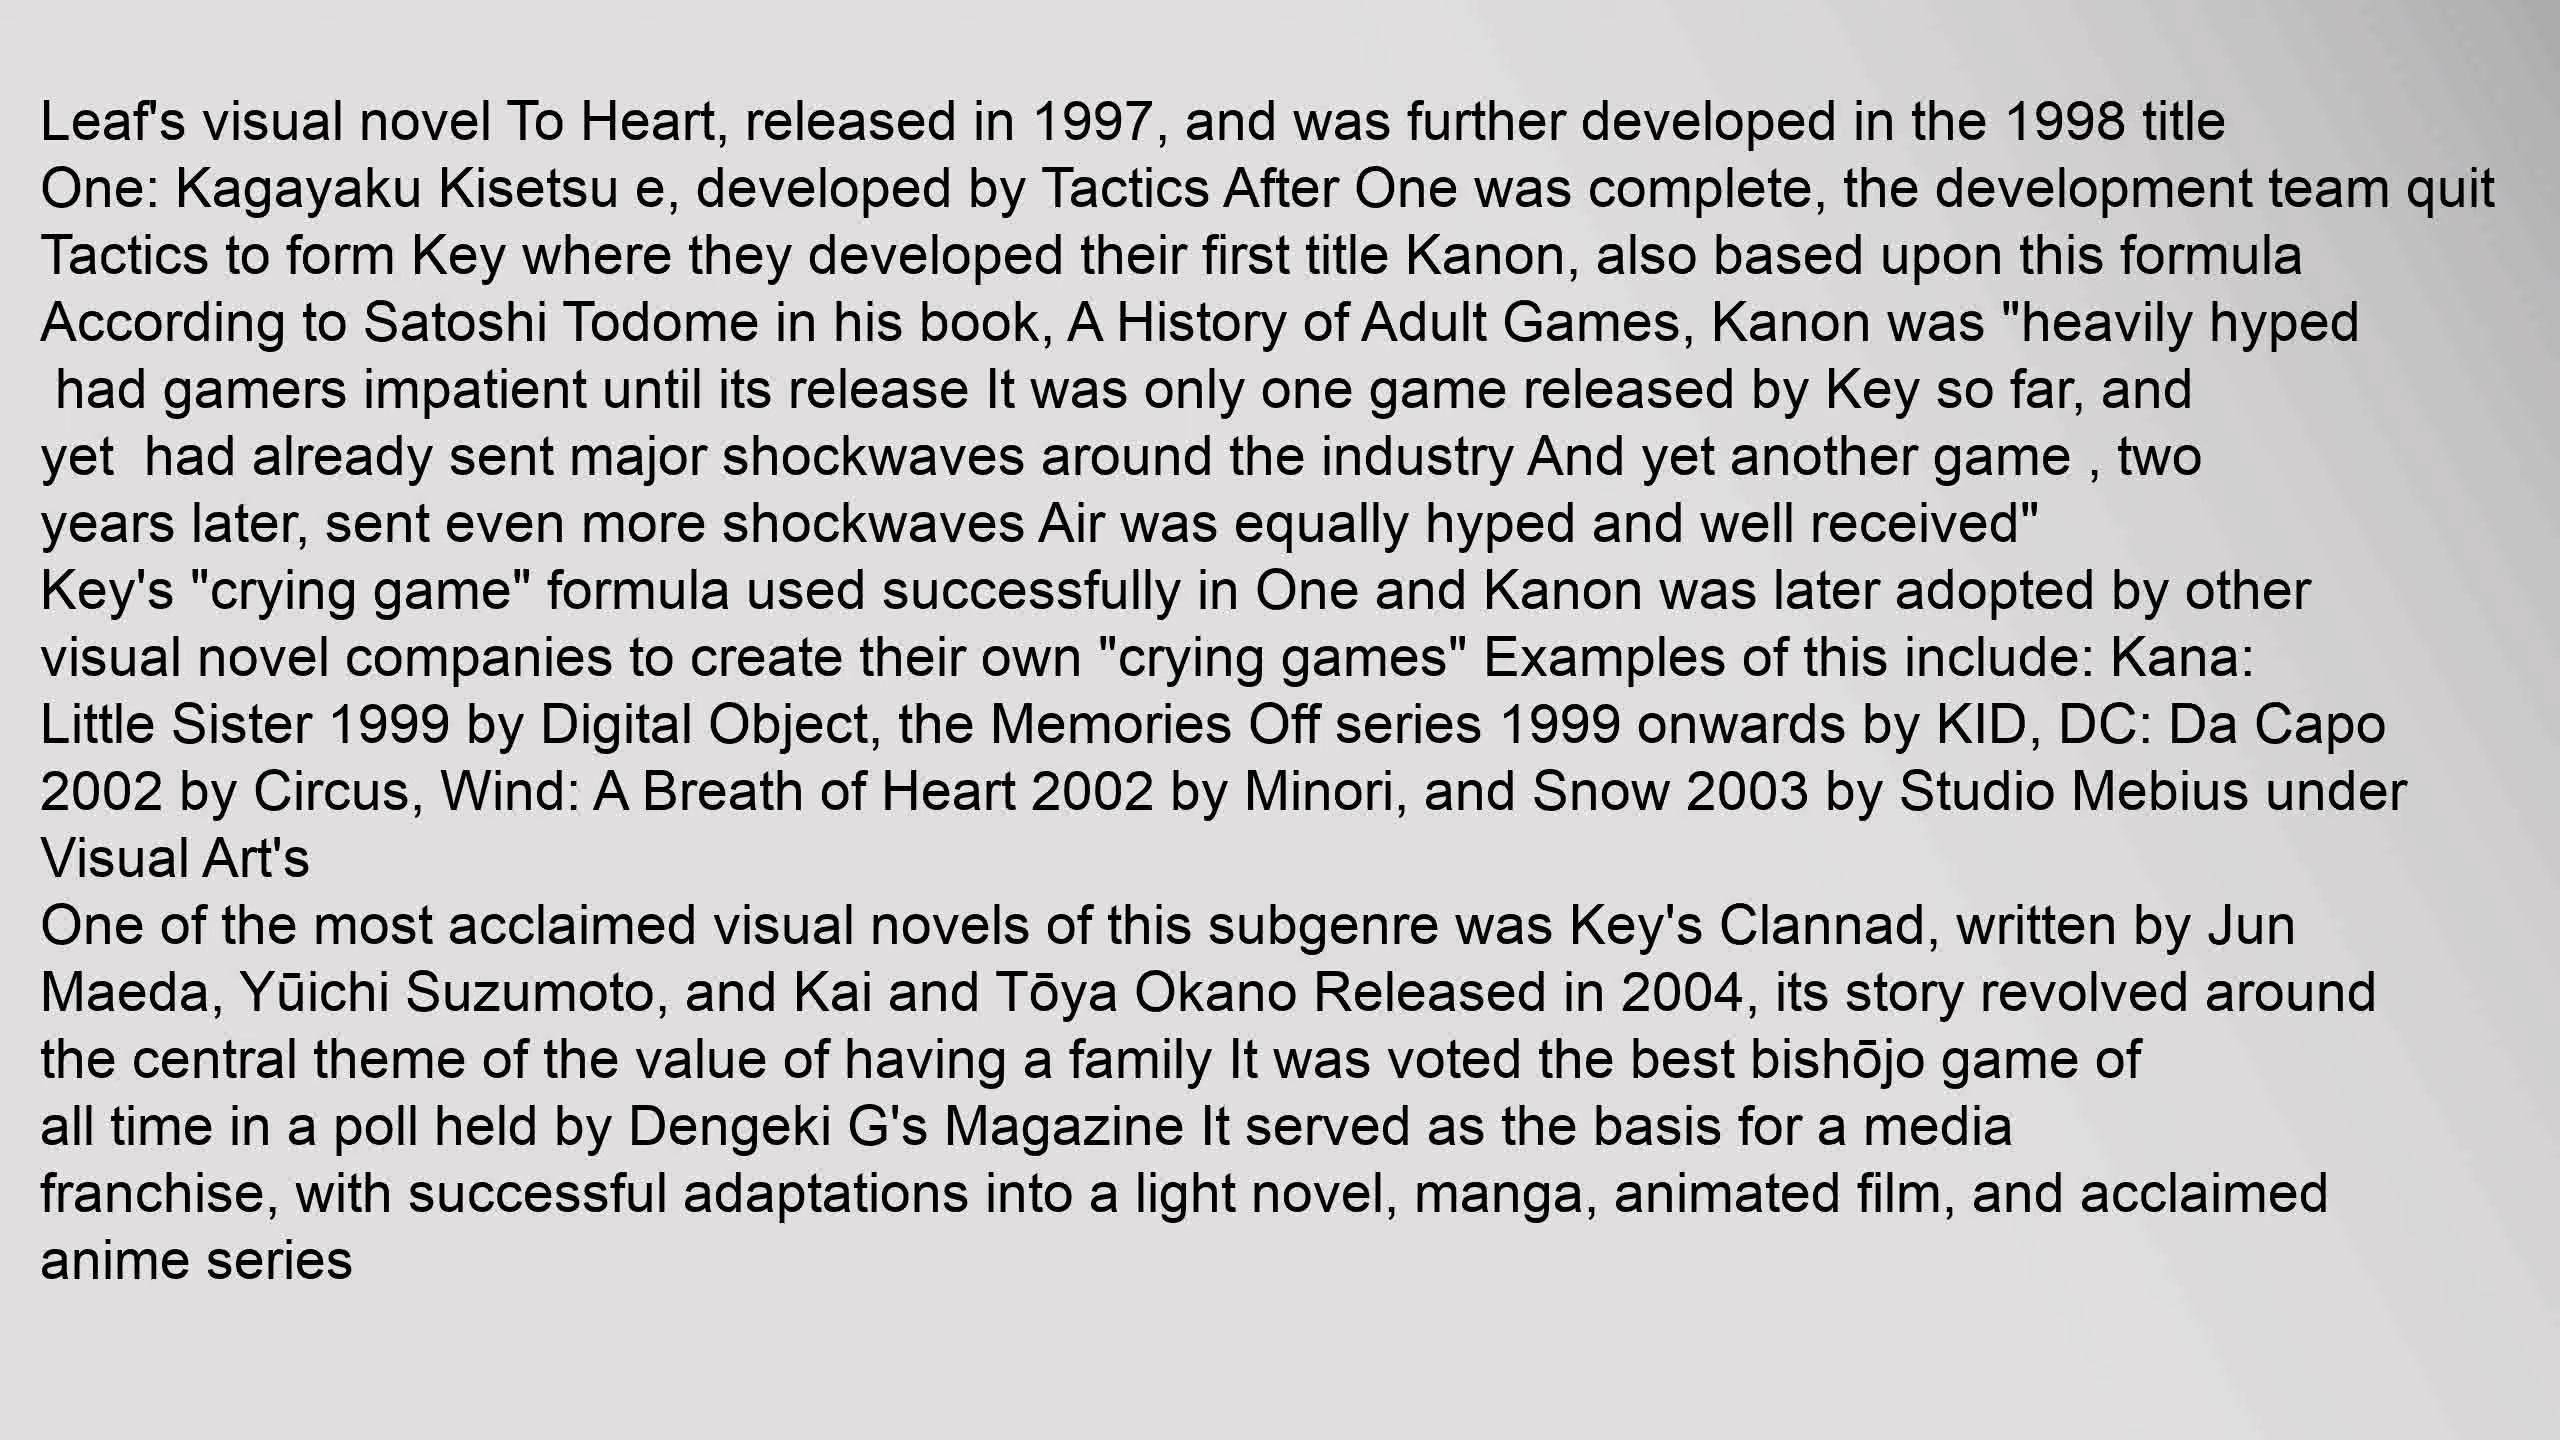 Leaf's visual novel To Heart, released in 1997, and was further developed in the 1998 title
One: Kagayaku Kisetsu e, developed by Tactics After One was complete, the development team quit
Tactics to form Key where they developed their first title Kanon, also based upon this formula
According to Satoshi Todome in his book, A History of Adult Games, Kanon was "heavily hyped
had gamers impatient until its release It was only one game released by Key so far, and
yet  had already sent major shockwaves around the industry And yet another game , two
years later, sent even more shockwaves Air was equally hyped and well received"
Key's "crying game" formula used successfully in One and Kanon was later adopted by other
visual novel companies to create their own "crying games" Examples of this include: Kana:
Little Sister 1999 by Digital Object, the Memories Off series 1999 onwards by KID, DC: Da Capo
2002 by Circus, Wind: A Breath of Heart 2002 by Minori, and Snow 2003 by Studio Mebius under
Visual Art's
One of the most acclaimed visual novels of this subgenre was Key's Clannad, written by Jun
Maeda, Yūichi Suzumoto, and Kai and Tōya Okano Released in 2004, its story revolved around
the central theme of the value of having a family It was voted the best bishōjo game of
all time in a poll held by Dengeki G's Magazine It served as the basis for a media
franchise, with successful adaptations into a light novel, manga, animated film, and acclaimed
anime series